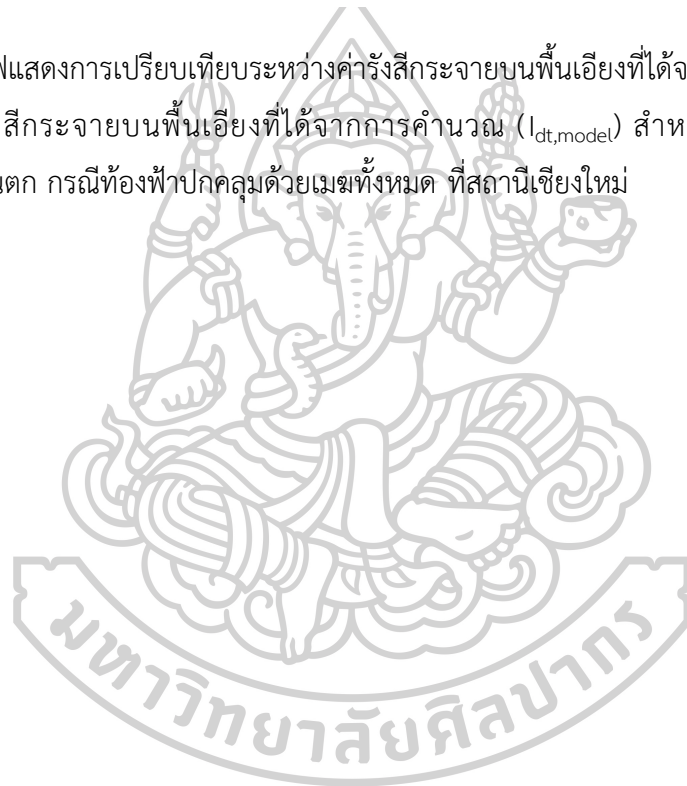 แสดงการเปรียบเทียบระหว่างค่ารังสีกระจายบนพื้นเอียงที่ได้จ
สีกระจายบนพื้นเอียงที่ได้จากการคำนวณ (I_dt,model) สำห
นตก กรณีท้องฟ้าปกคลุมด้วยเมฆทั้งหมด ที่สถานีเชียงใหม่
มหาวิทยาลัยศิลปากร